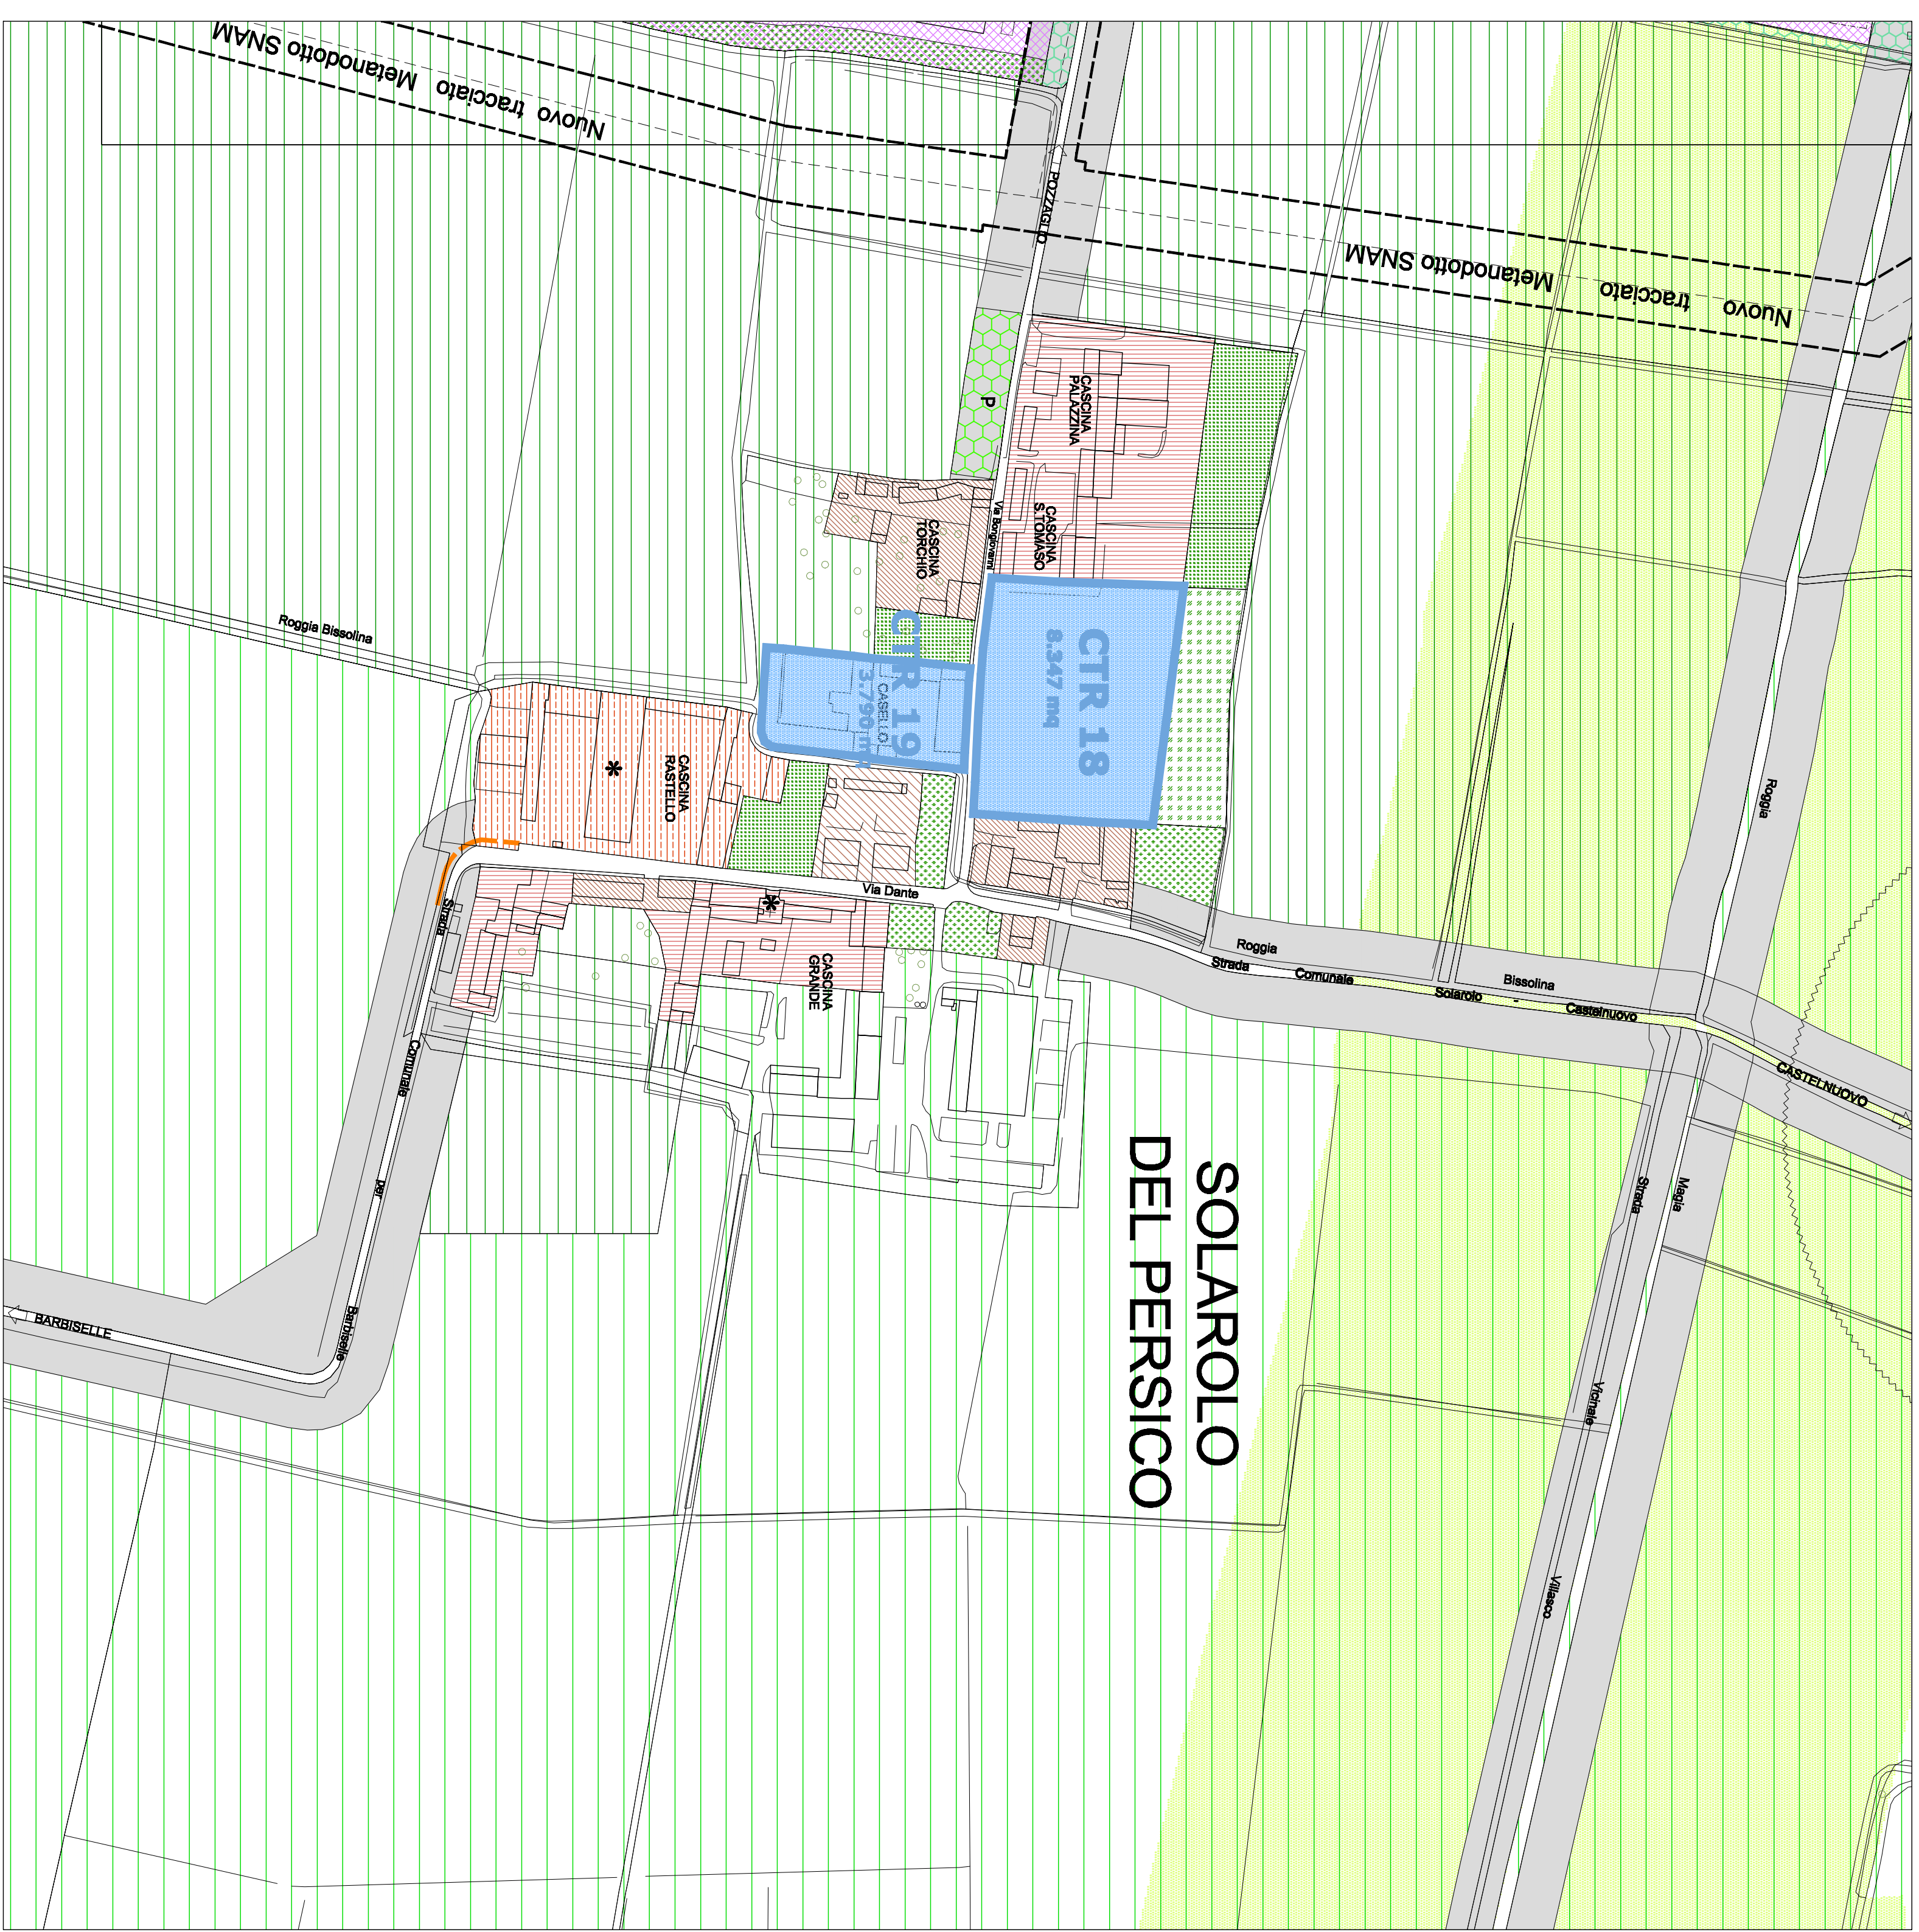 Nuovo tracciato Metanodotto SNAM
Nuovo tracciato Metanodotto SNAM
POZZAGLIO
P
CASCINA
PALAZZINA
CASCINA
S.TOMASO
Via Bongiovanni
CASCINA
TORCHIO
CTR 18
8.347 mq
CTR 19
3.790 mq
CASELLO
Roggia Bissolina
CASCINA
RASTELLO
*
Via Dante
*
CASCINA
GRANDE
Roggia Bissolina
Strada Comunale Solarolo - Castelnuovo
CASTELNUOVO
Roggia Magia
Strada Vicinale Villasco
Strada Comunale per Barbiselle
BARBISELLE
SOLAROLO
DEL PERSICO